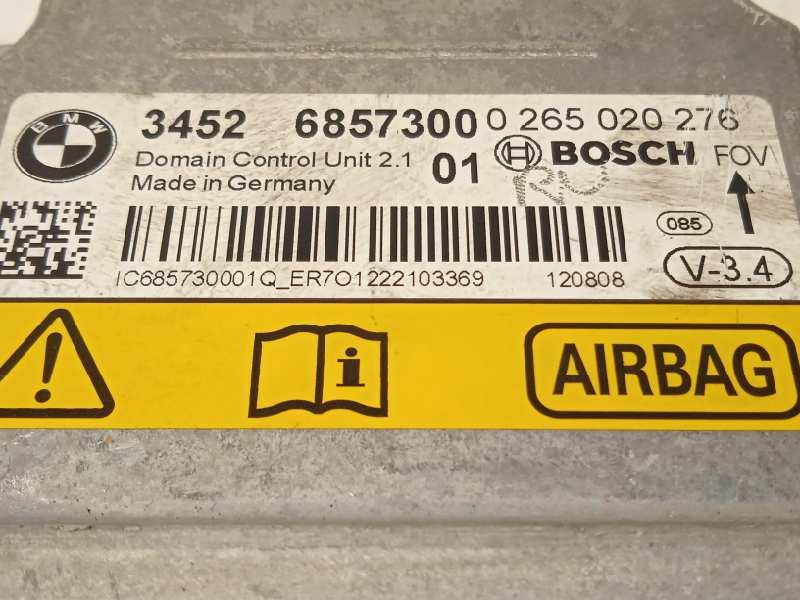 BMW
3452 6857300 0 265 020 276
Domain Control Unit 2.1 01 BOSCH FOV
Made in Germany
085
V-3.4
IC685730001Q_ER7O1222103369 120808
i
AIRBAG